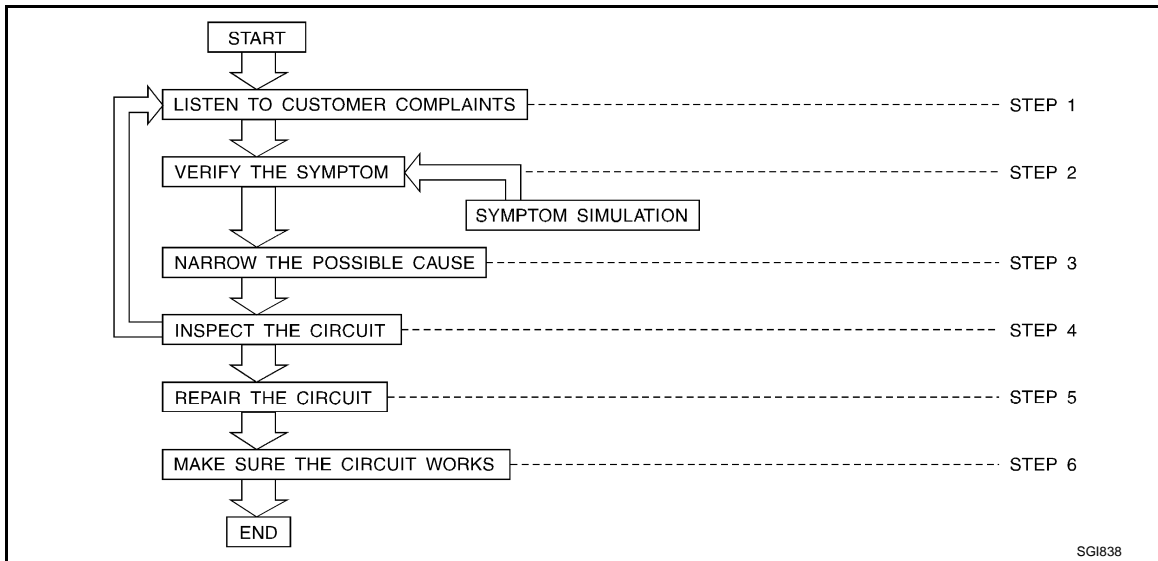 START
LISTEN TO CUSTOMER COMPLAINTS STEP 1
VERIFY THE SYMPTOM STEP 2
SYMPTOM SIMULATION
NARROW THE POSSIBLE CAUSE STEP 3
INSPECT THE CIRCUIT STEP 4
REPAIR THE CIRCUIT STEP 5
MAKE SURE THE CIRCUIT WORKS STEP 6
END
SGI838